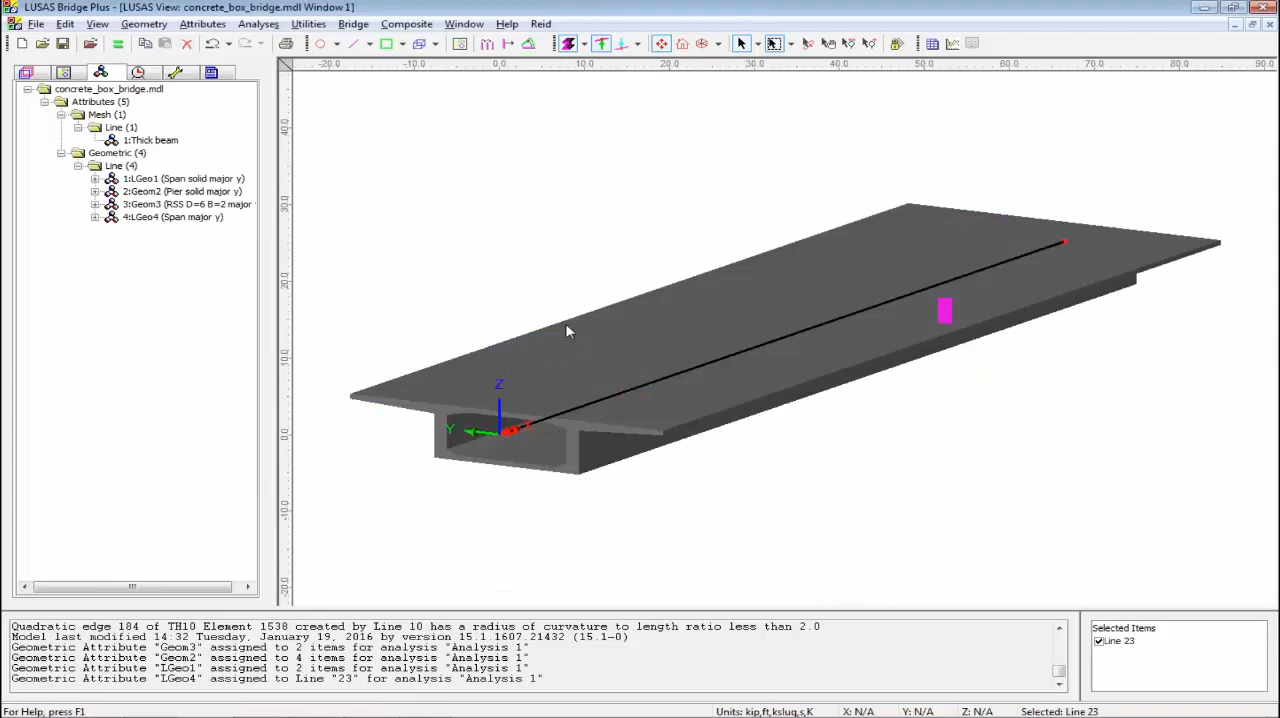 LUSAS Bridge Plus - [LUSAS View: concrete_box_bridge.mdl Window 1]
File Edit View Geometry Attributes Analyses Utilities Bridge Composite Window Help Reid
-20.0 -10.0 0.0 10.0 20.0 30.0 40.0 50.0 60.0 70.0 80.0 90.0
concrete_box_bridge.mdl
Attributes (5)
Mesh (1)
Line (1)
1:Thick beam
Geometric (4)
Line (4)
1:LGeo1 (Span solid major y)
2:Geom2 (Pier solid major y)
3:Geom3 (RSS D=6 B=2 major
4:LGeo4 (Span major y)
40.0
30.0
20.0
10.0
0.0
-10.0
-20.0
Z
Y
X
Quadratic edge 184 of TH10 Element 1538 created by Line 10 has a radius of curvature to length ratio less than 2.0
Model last modified 14:32 Tuesday, January 19, 2016 by version 15.1.1607.21432 (15.1-0)
Geometric Attribute "Geom3" assigned to 2 items for analysis "Analysis 1"
Geometric Attribute "Geom2" assigned to 4 items for analysis "Analysis 1"
Geometric Attribute "LGeo1" assigned to 2 items for analysis "Analysis 1"
Geometric Attribute "LGeo4" assigned to Line "23" for analysis "Analysis 1"
Selected Items
Line 23
For Help, press F1
Units: kip,ft,kslug,s,K X: N/A Y: N/A Z: N/A Selected: Line 23